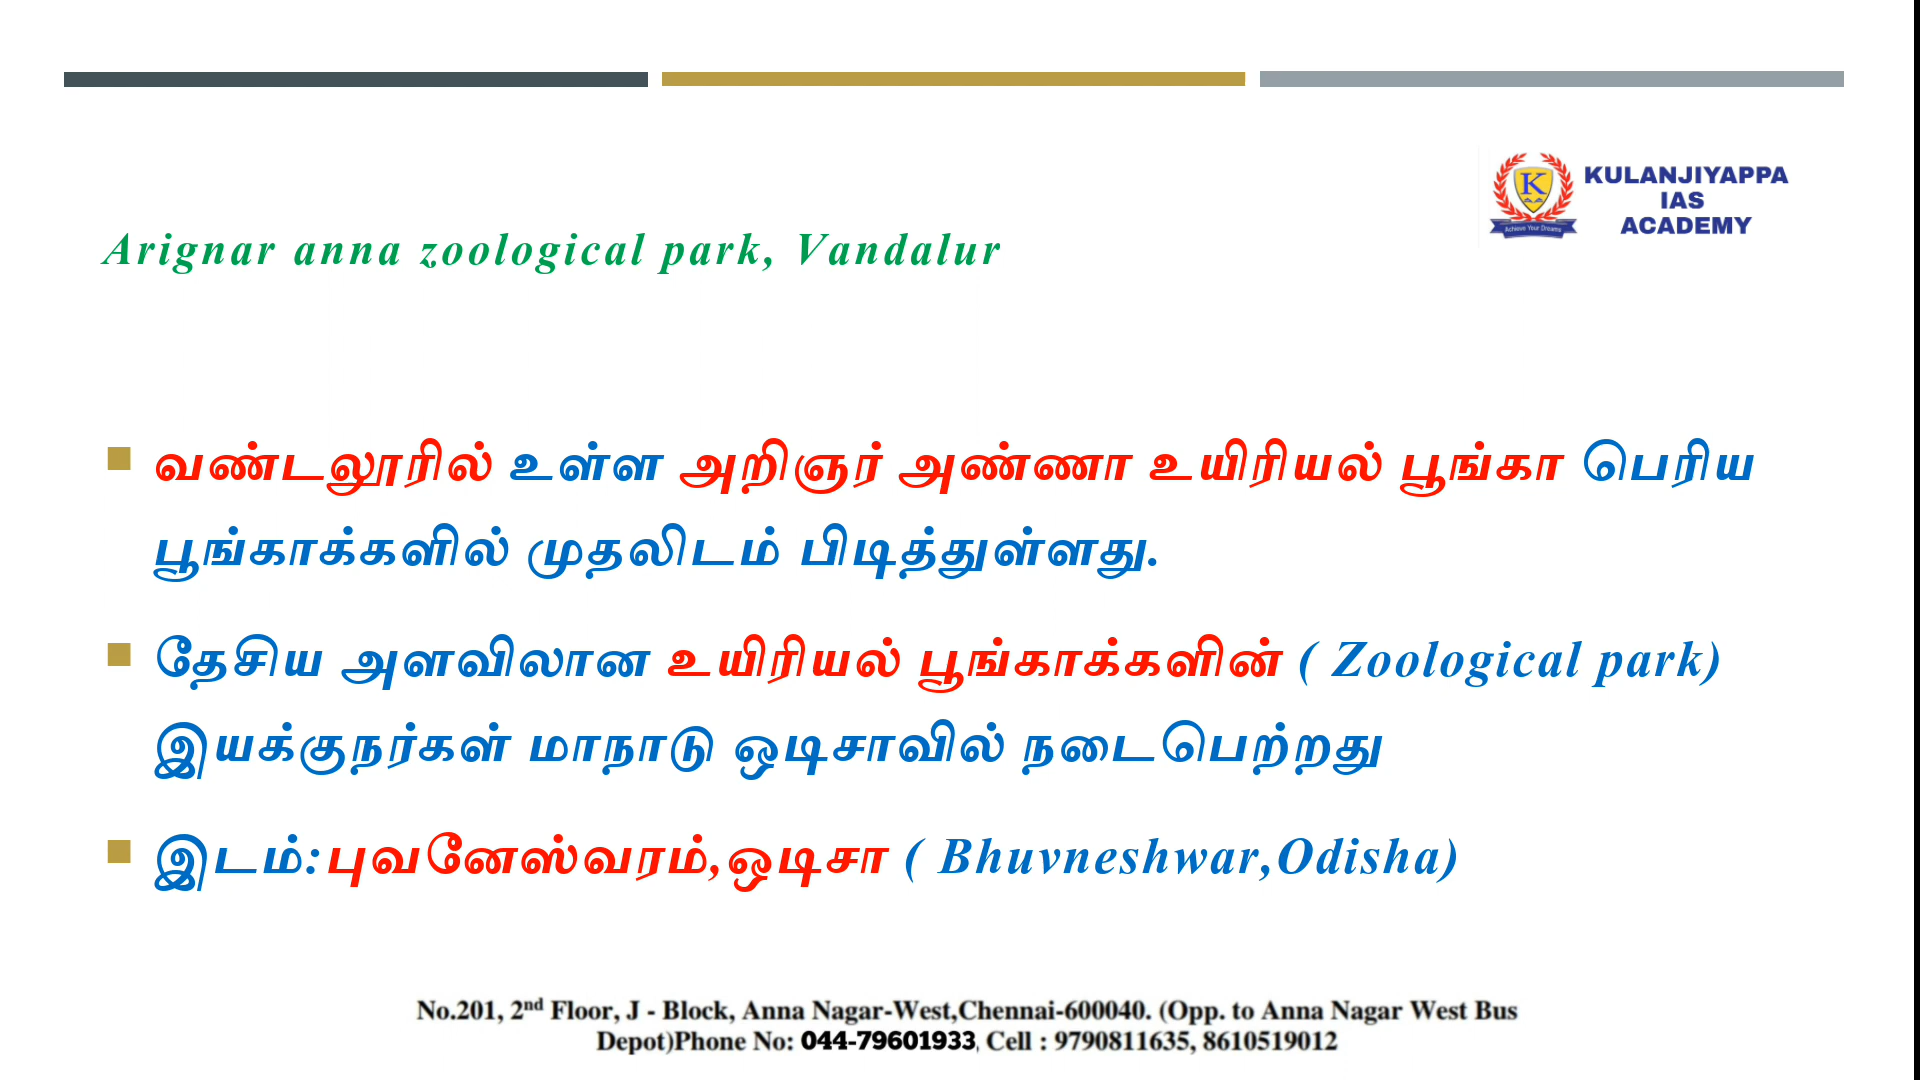 KULANJIYAPPA
IAS
ACADEMY
Achieve Your Dreams
K
Arignar anna zoological park, Vandalur
வண்டலூரில் உள்ள அறிஞர் அண்ணா உயிரியல் பூங்கா பெரிய
பூங்காக்களில் முதலிடம் பிடித்துள்ளது.
தேசிய அளவிலான உயிரியல் பூங்காக்களின் ( Zoological park)
இயக்குநர்கள் மாநாடு ஒடிசாவில் நடைபெற்றது
இடம்:புவனேஸ்வரம்,ஒடிசா ( Bhuvneshwar,Odisha)
No.201, 2nd Floor, J - Block, Anna Nagar-West,Chennai-600040. (Opp. to Anna Nagar West Bus
Depot)Phone No: 044-79601933, Cell : 9790811635, 8610519012